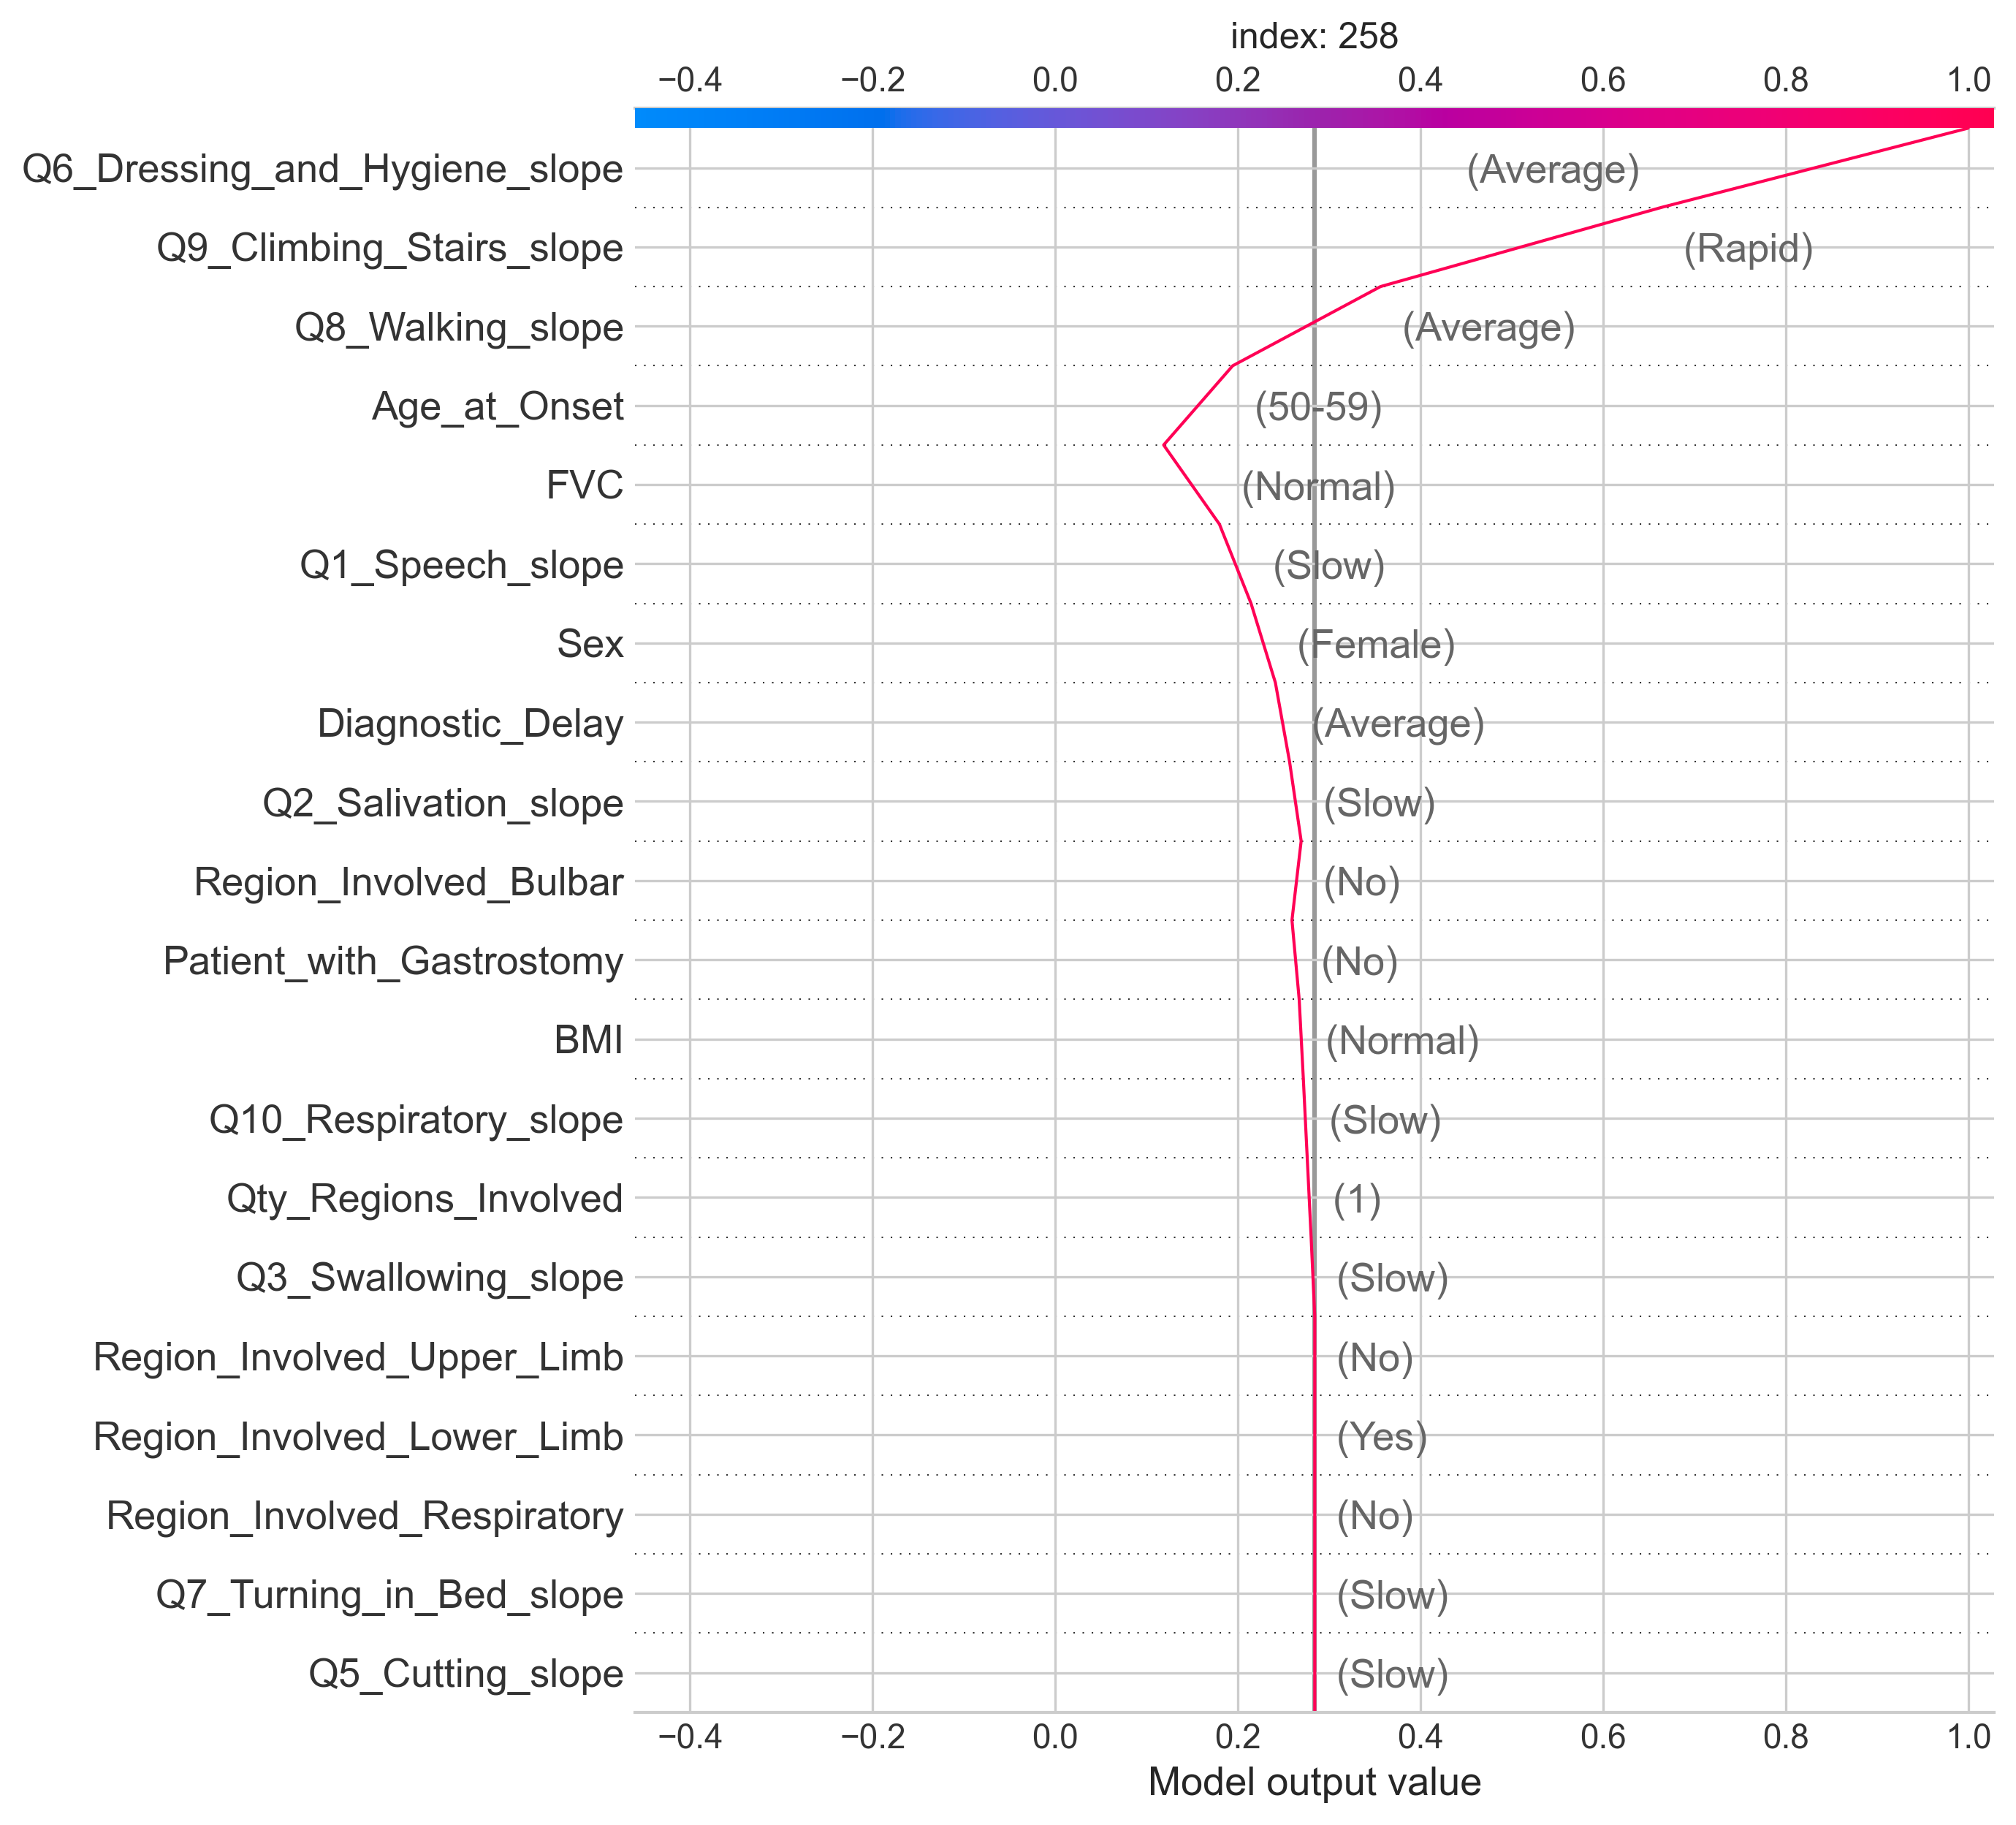 index: 258
−0.4 −0.2 0.0 0.2 0.4 0.6 0.8 1.0
Q6_Dressing_and_Hygiene_slope (Average)
Q9_Climbing_Stairs_slope (Rapid)
Q8_Walking_slope (Average)
Age_at_Onset (50-59)
FVC (Normal)
Q1_Speech_slope (Slow)
Sex (Female)
Diagnostic_Delay (Average)
Q2_Salivation_slope (Slow)
Region_Involved_Bulbar (No)
Patient_with_Gastrostomy (No)
BMI (Normal)
Q10_Respiratory_slope (Slow)
Qty_Regions_Involved (1)
Q3_Swallowing_slope (Slow)
Region_Involved_Upper_Limb (No)
Region_Involved_Lower_Limb (Yes)
Region_Involved_Respiratory (No)
Q7_Turning_in_Bed_slope (Slow)
Q5_Cutting_slope (Slow)
−0.4 −0.2 0.0 0.2 0.4 0.6 0.8 1.0
Model output value